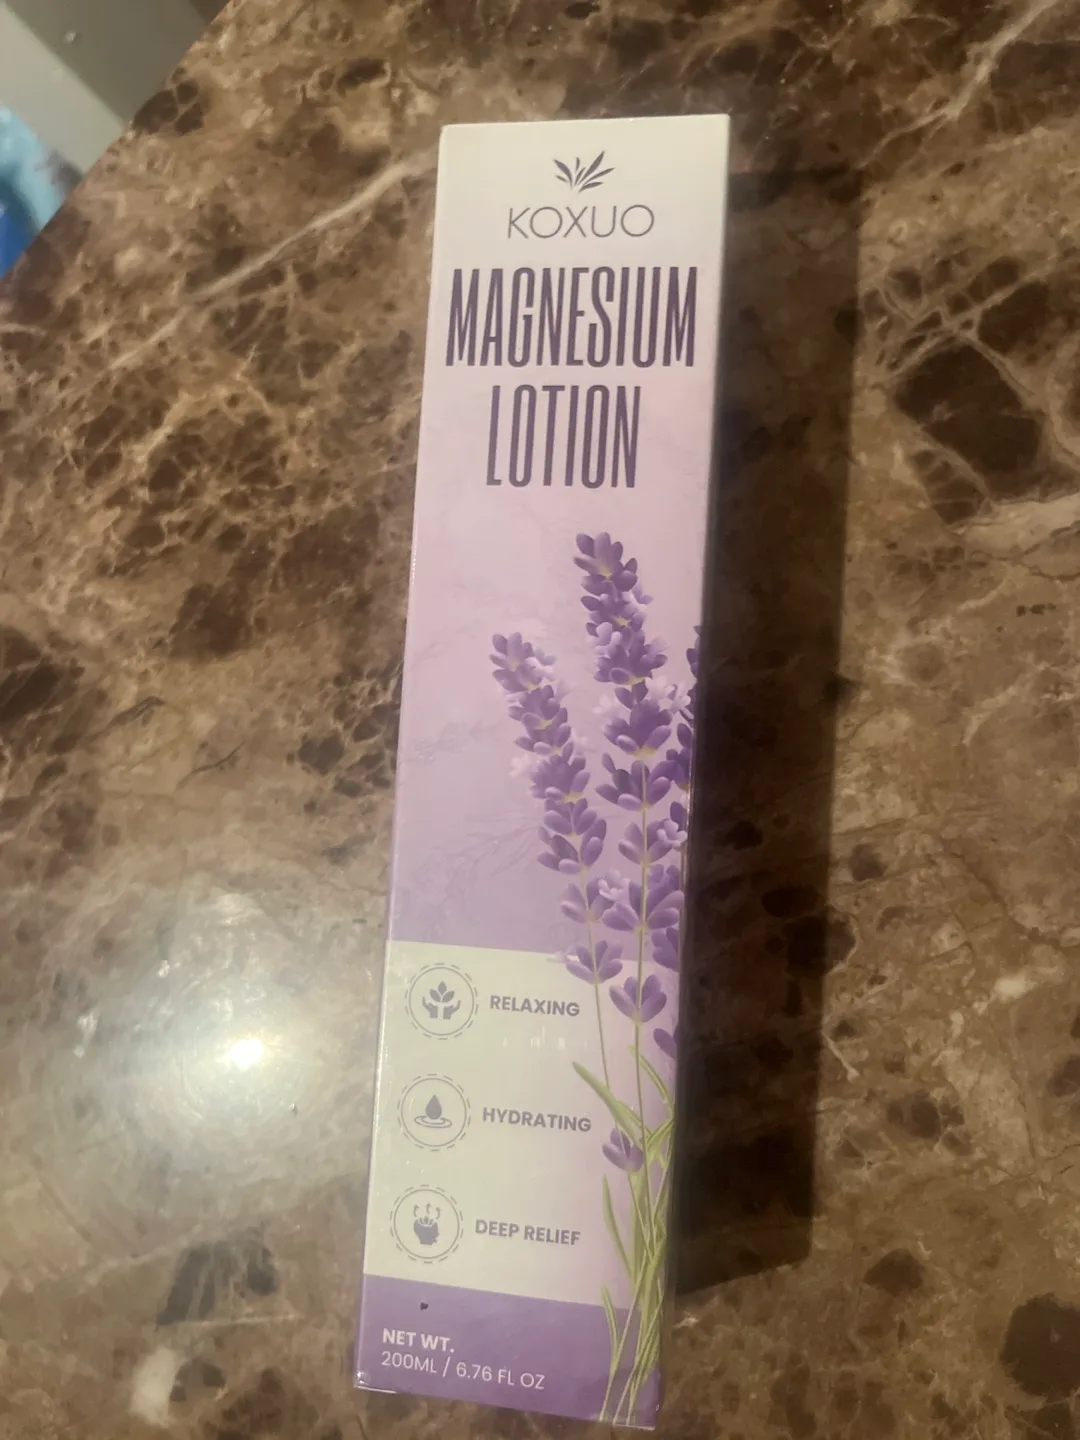 KOXUO
MAGNESIUM
LOTION
RELAXING
HYDRATING
DEEP RELIEF
NET WT.
200ML / 6.76 FL OZ